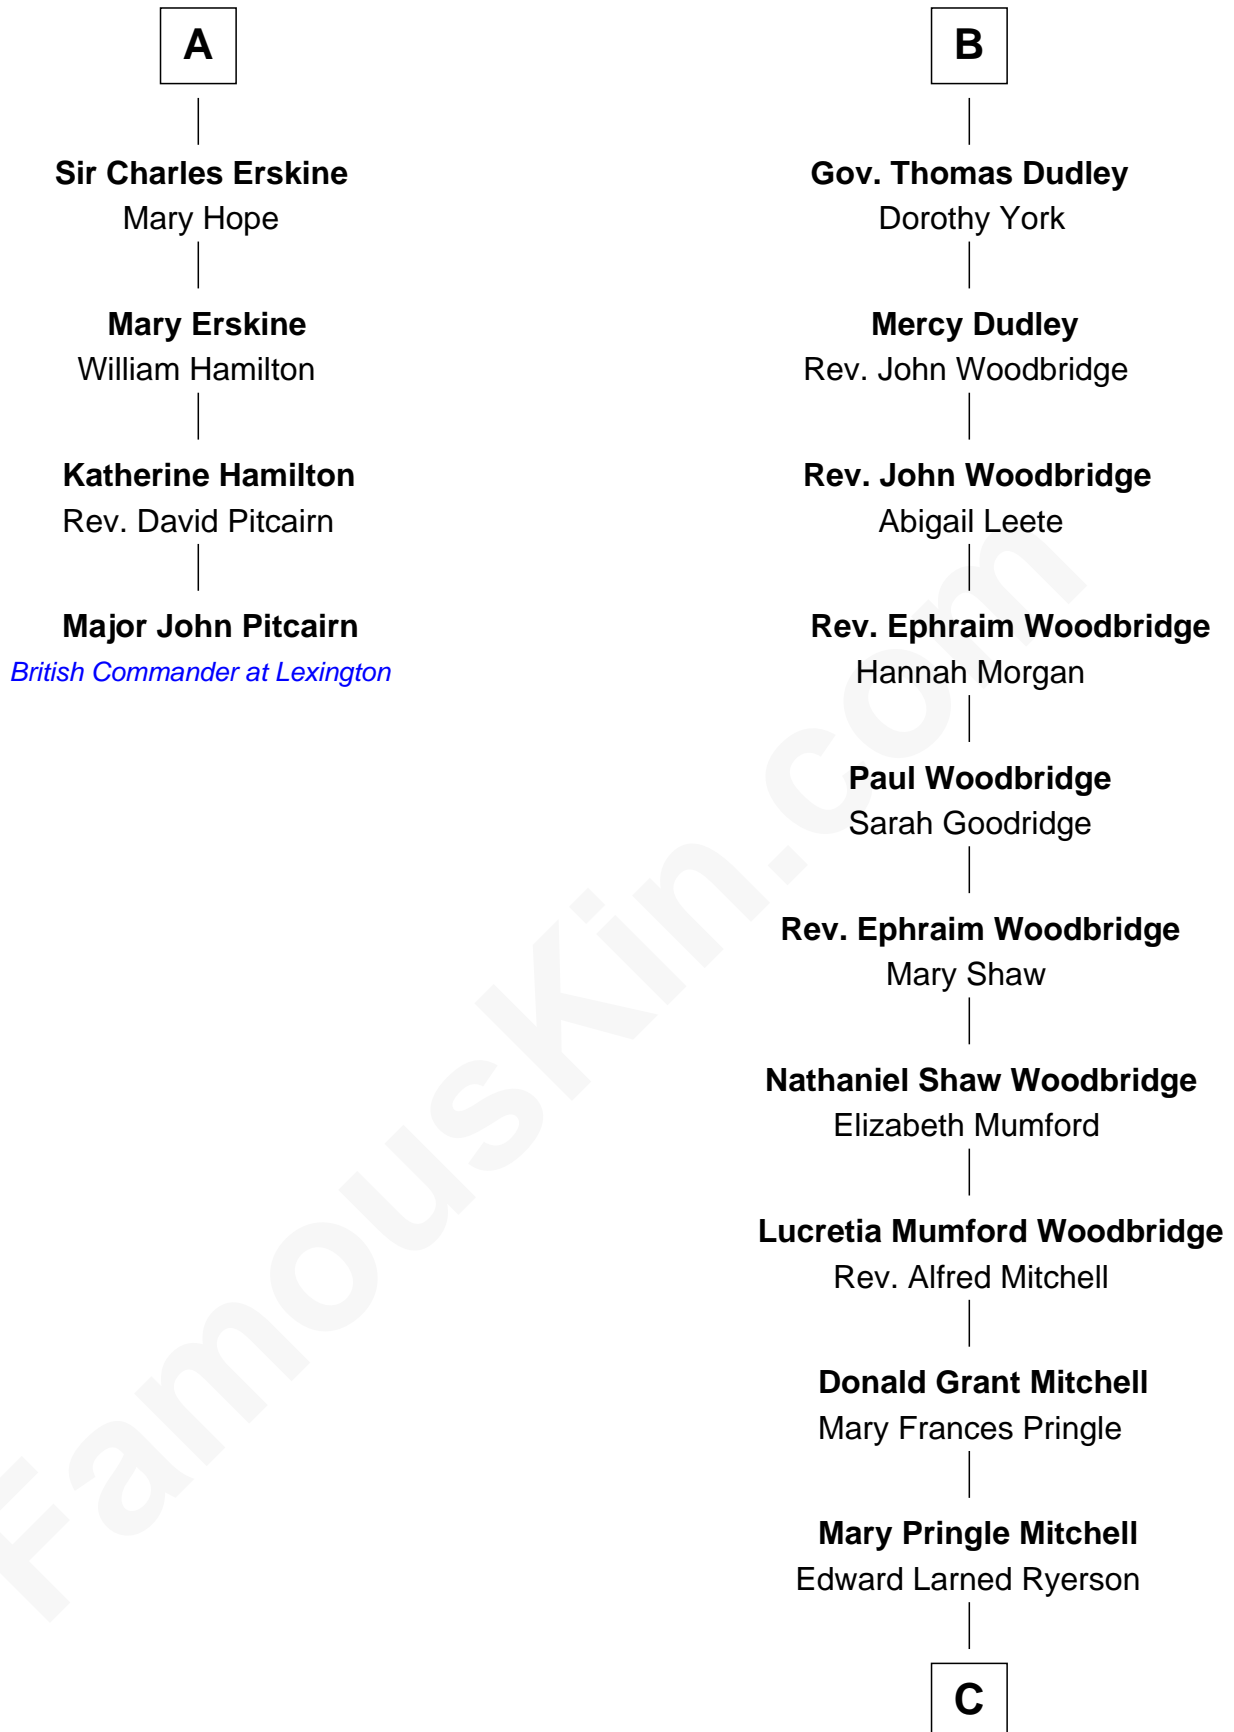 A
Sir Charles Erskine
Mary Hope
Mary Erskine
William Hamilton
Katherine Hamilton
Rev. David Pitcairn
Major John Pitcairn
British Commander at Lexington
B
Gov. Thomas Dudley
Dorothy York
Mercy Dudley
Rev. John Woodbridge
Rev. John Woodbridge
Abigail Leete
Rev. Ephraim Woodbridge
Hannah Morgan
Paul Woodbridge
Sarah Goodridge
Rev. Ephraim Woodbridge
Mary Shaw
Nathaniel Shaw Woodbridge
Elizabeth Mumford
Lucretia Mumford Woodbridge
Rev. Alfred Mitchell
Donald Grant Mitchell
Mary Frances Pringle
Mary Pringle Mitchell
Edward Larned Ryerson
C
FamousKin.com